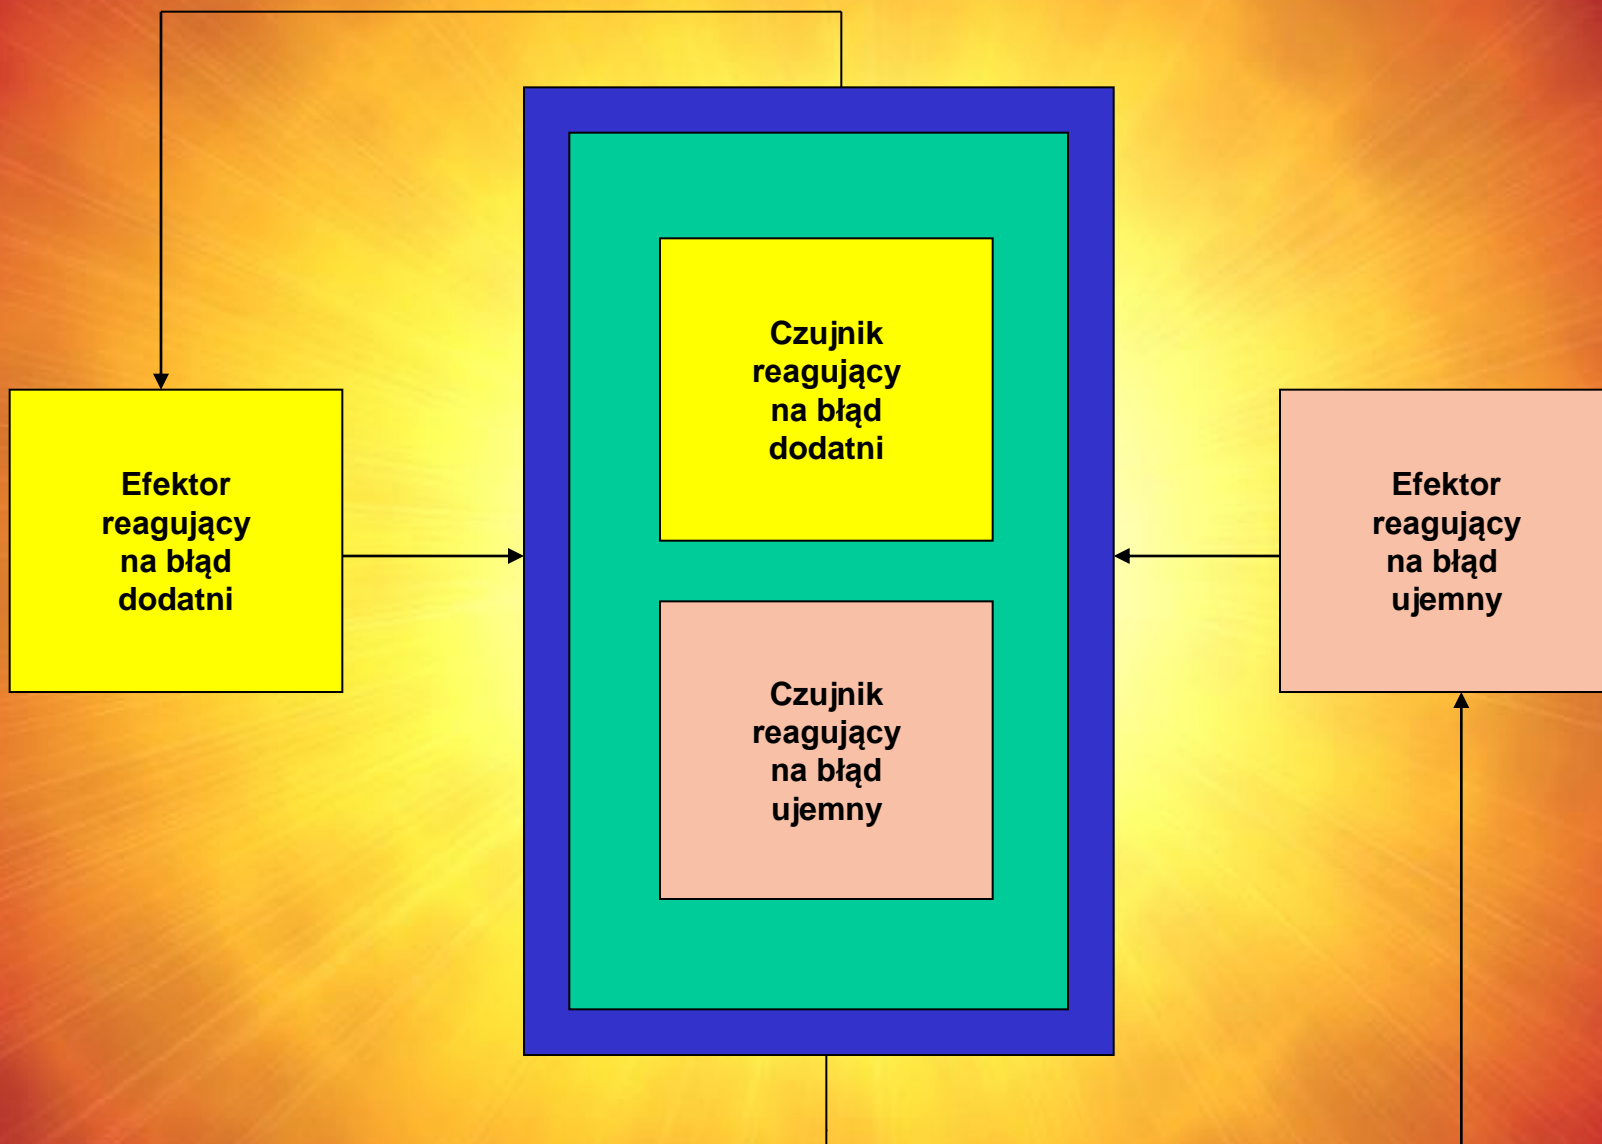 Czujnik
reagujący
na błąd
dodatni
Efektor
reagujący
na błąd
dodatni
Efektor
reagujący
na błąd
ujemny
Czujnik
reagujący
na błąd
ujemny